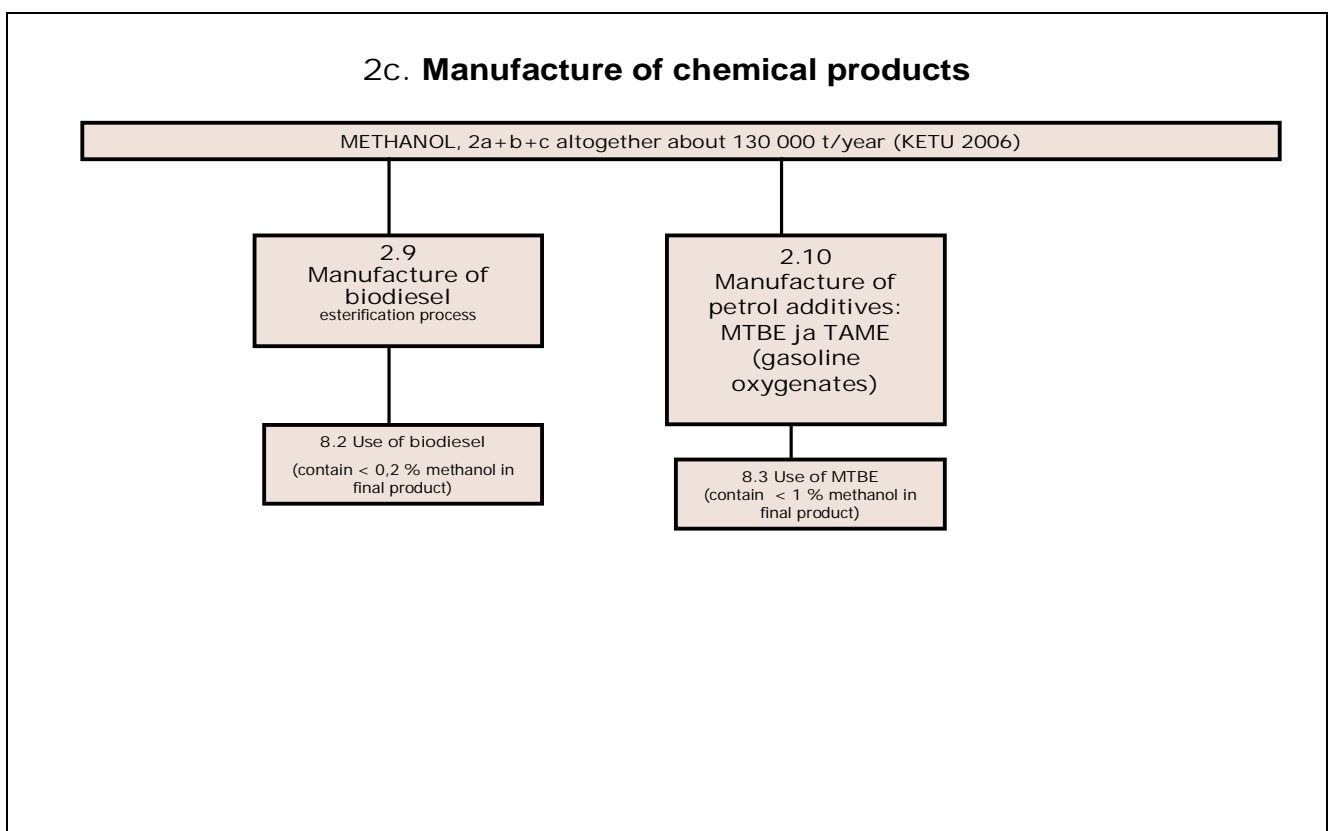 2c. Manufacture of chemical products
METHANOL, 2a+b+c altogether about 130 000 t/year (KETU 2006)
2.9
Manufacture of
biodiesel
esterification process
2.10
Manufacture of
petrol additives:
MTBE ja TAME
(gasoline
oxygenates)
8.2 Use of biodiesel
(contain < 0,2 % methanol in
final product)
8.3 Use of MTBE
(contain < 1 % methanol in
final product)